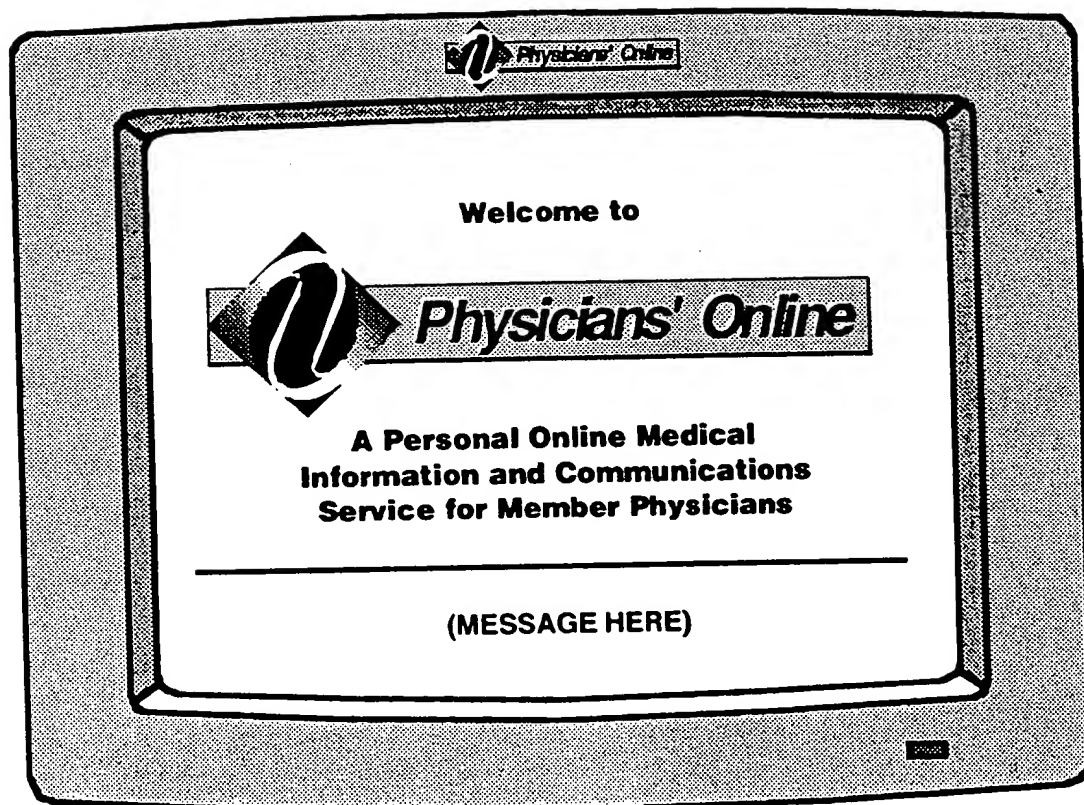 Physicians' Online
Welcome to
Physicians' Online
A Personal Online Medical
Information and Communications
Service for Member Physicians
(MESSAGE HERE)